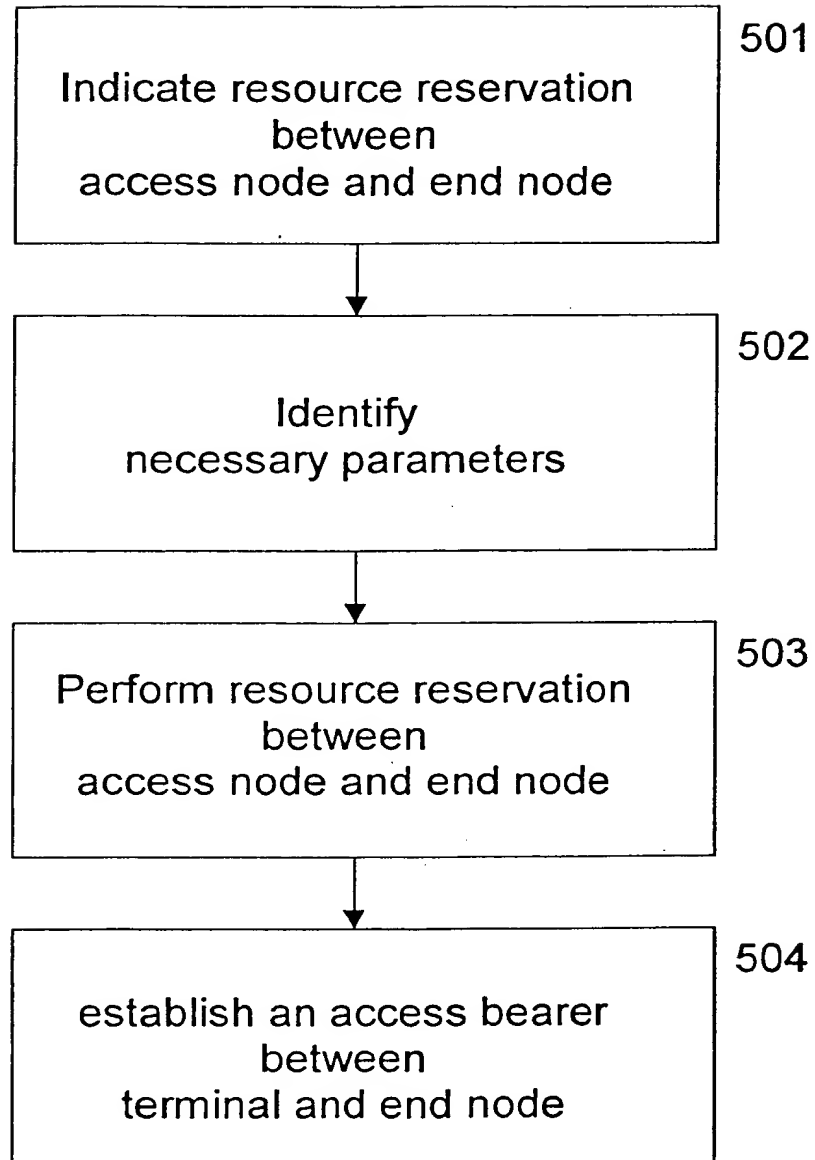 501
Indicate resource reservation
between
access node and end node
502
Identify
necessary parameters
503
Perform resource reservation
between
access node and end node
504
establish an access bearer
between
terminal and end node